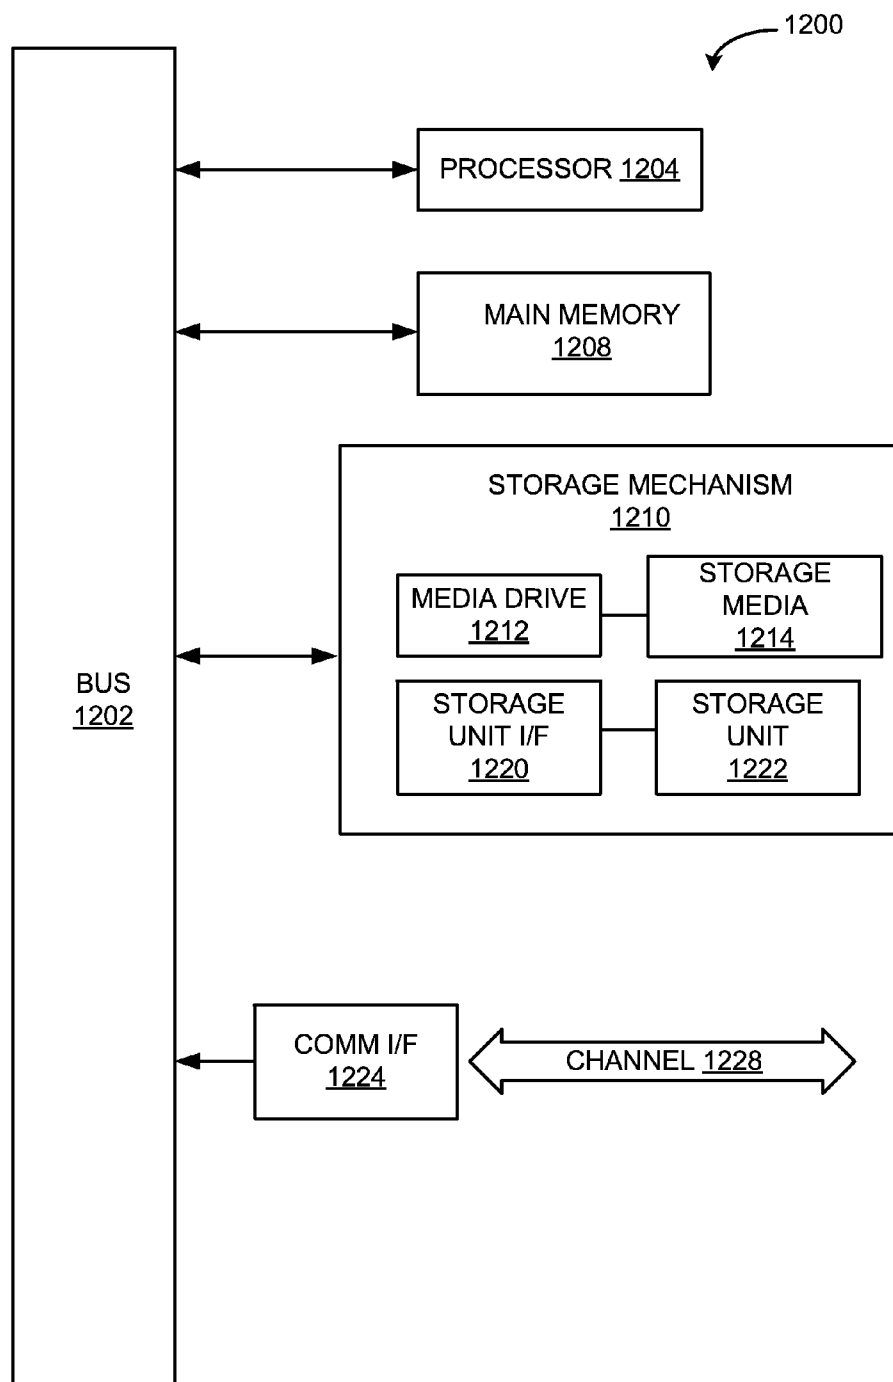 1200
PROCESSOR 1204
MAIN MEMORY
1208
STORAGE MECHANISM
1210
MEDIA DRIVE
1212
STORAGE
MEDIA
1214
BUS
1202
STORAGE
UNIT I/F
1220
STORAGE
UNIT
1222
COMM I/F
1224
CHANNEL 1228